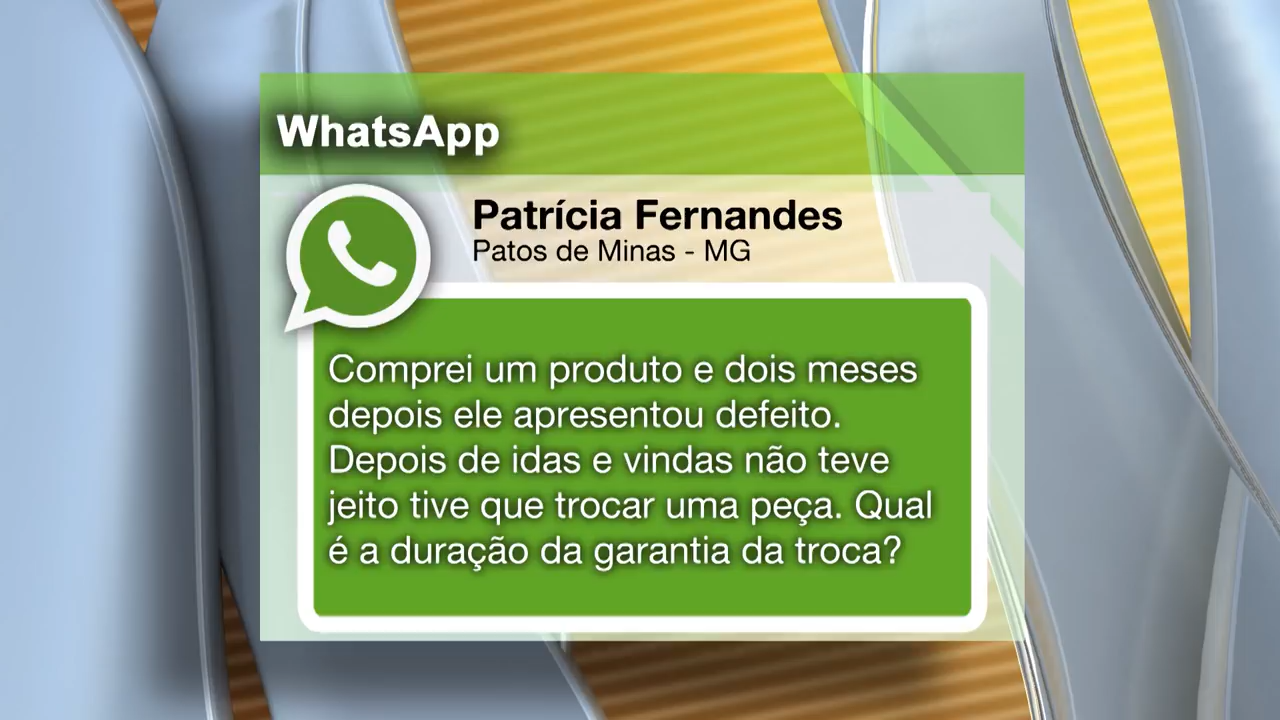 WhatsApp
Patrícia Fernandes
Patos de Minas - MG
Comprei um produto e dois meses
depois ele apresentou defeito.
Depois de idas e vindas não teve
jeito tive que trocar uma peça. Qual
é a duração da garantia da troca?